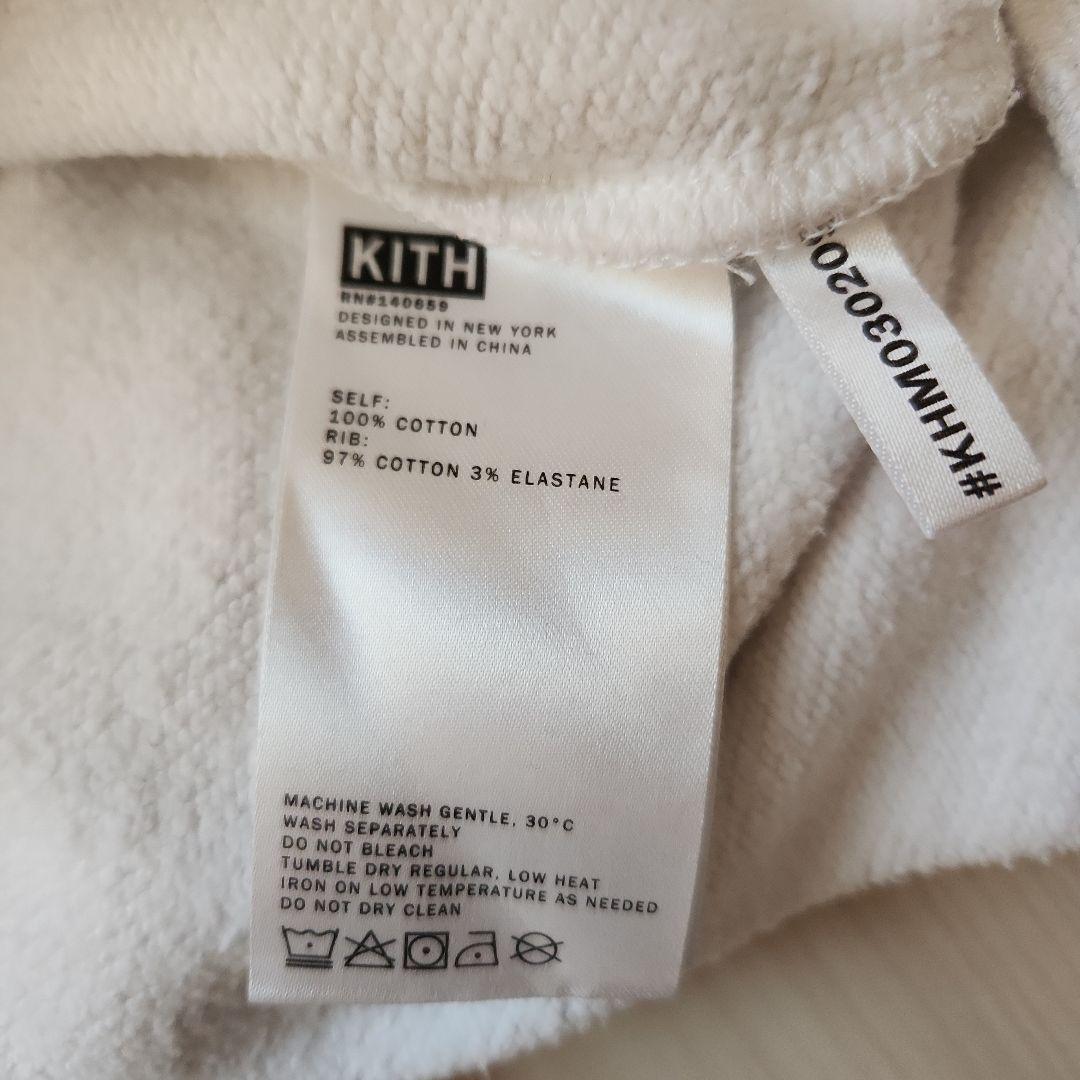 KITH
RN#140659
DESIGNED IN NEW YORK
ASSEMBLED IN CHINA
SELF:
100% COTTON
RIB:
97% COTTON 3% ELASTANE
MACHINE WASH GENTLE, 30°C
WASH SEPARATELY
DO NOT BLEACH
TUMBLE DRY REGULAR, LOW HEAT
IRON ON LOW TEMPERATURE AS NEEDED
DO NOT DRY CLEAN
#KHM03020